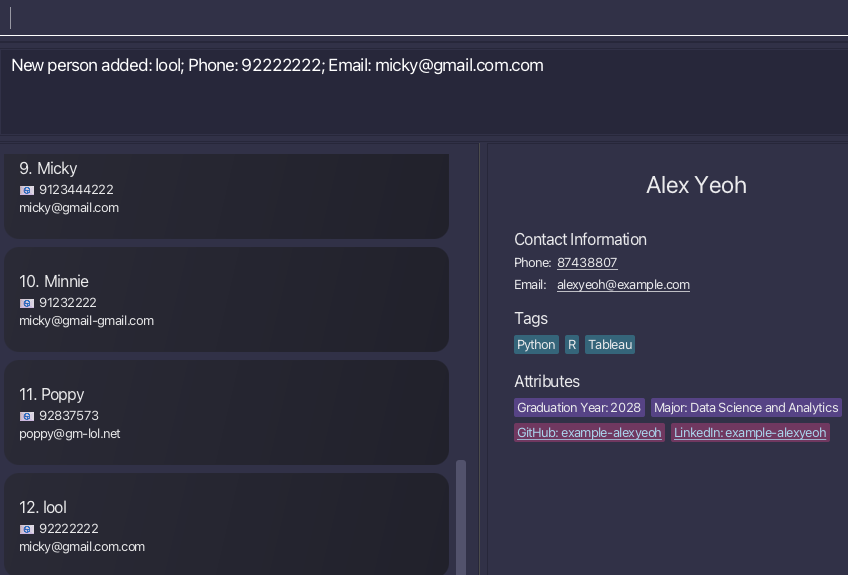 New person added: lool; Phone: 92222222; Email: micky@gmail.com.com
9. Micky
9123444222
micky@gmail.com
10. Minnie
91232222
micky@gmail-gmail.com
11. Poppy
92837573
poppy@gm-lol.net
12. lool
92222222
micky@gmail.com.com
Alex Yeoh
Contact Information
Phone: 87438807
Email: alexyeoh@example.com
Tags
Python R Tableau
Attributes
Graduation Year: 2028 Major: Data Science and Analytics
GitHub: example-alexyeoh LinkedIn: example-alexyeoh